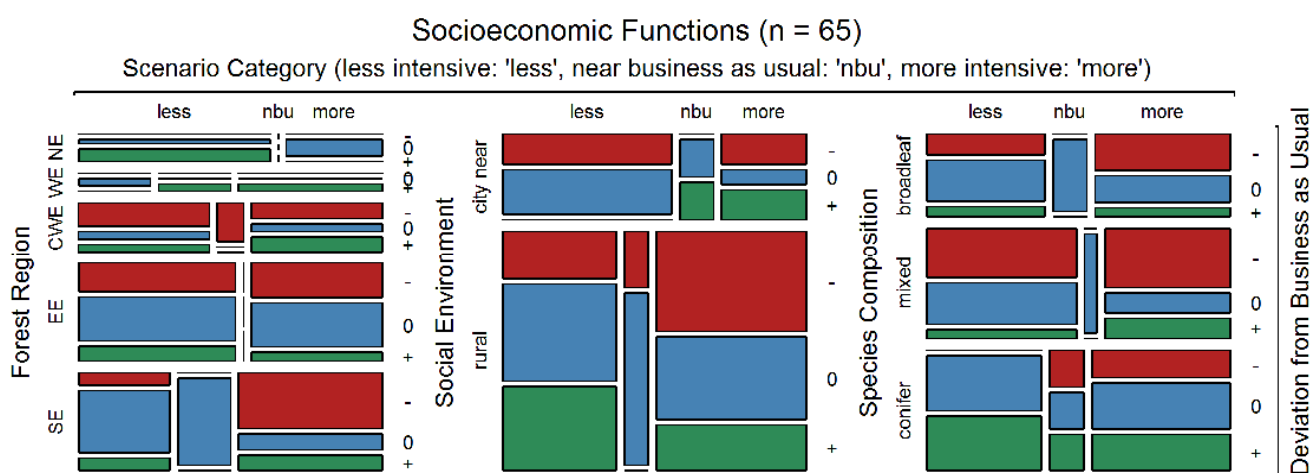 Socioeconomic Functions (n = 65)
Scenario Category (less intensive: 'less', near business as usual: 'nbu', more intensive: 'more')
less nbu more
less nbu more
less nbu more
Forest Region
NE
- 
0
+
WE
0
+
CWE
-
0
+
EE
-
0
+
SE
-
0
+
Social Environment
city near
-
0
+
rural
-
0
+
Species Composition
broadleaf
-
0
+
mixed
-
0
+
conifer
-
0
+
Deviation from Business as Usual